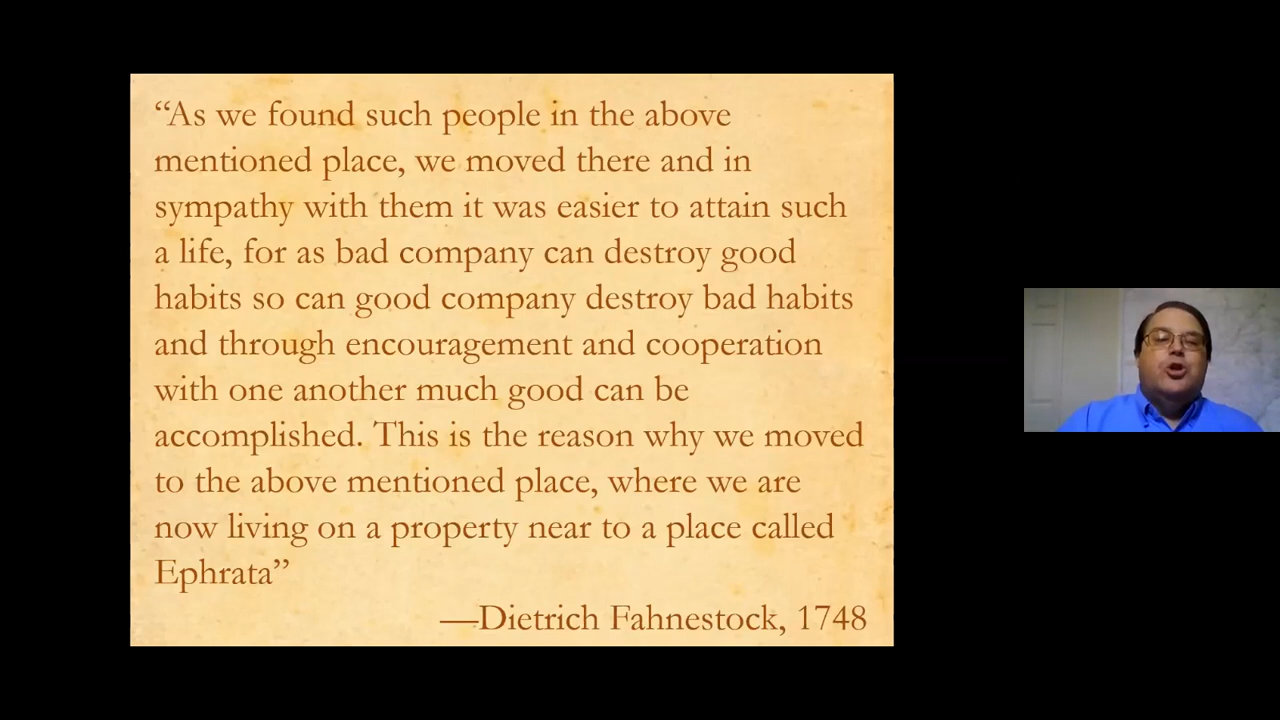 “As we found such people in the above
mentioned place, we moved there and in
sympathy with them it was easier to attain such
a life, for as bad company can destroy good
habits so can good company destroy bad habits
and through encouragement and cooperation
with one another much good can be
accomplished. This is the reason why we moved
to the above mentioned place, where we are
now living on a property near to a place called
Ephrata”
—Dietrich Fahnestock, 1748